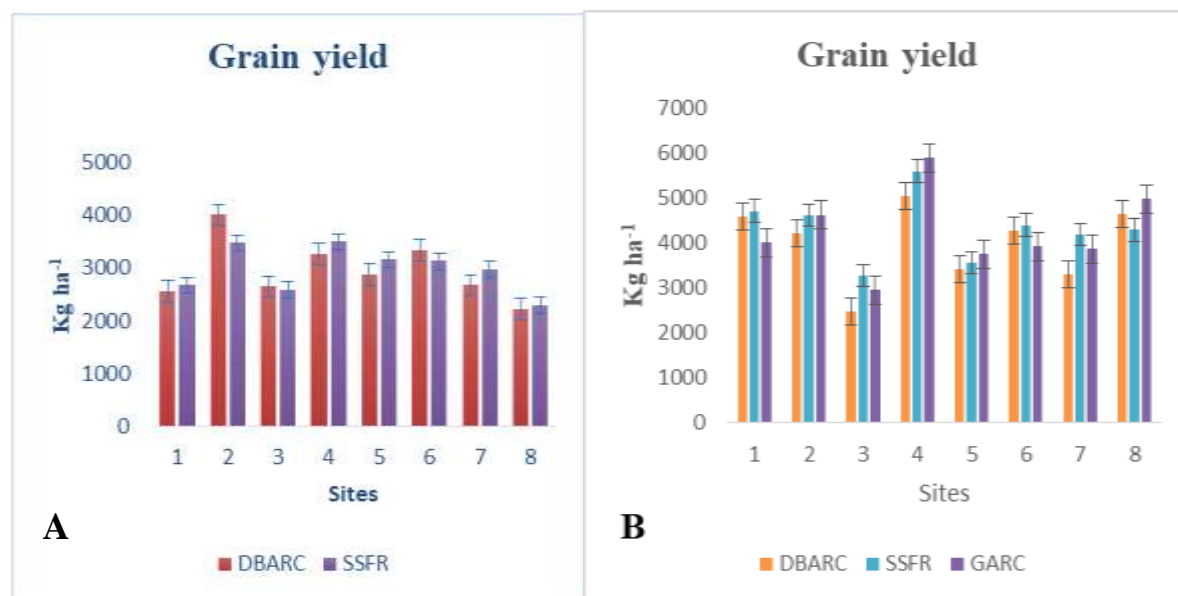 Grain yield
Kg ha-1
5000
4000
3000
2000
1000
0
1 2 3 4 5 6 7 8
Sites
A
DBARC SSFR
Grain yield
Kg ha-1
7000
6000
5000
4000
3000
2000
1000
0
1 2 3 4 5 6 7 8
Sites
B
DBARC SSFR GARC